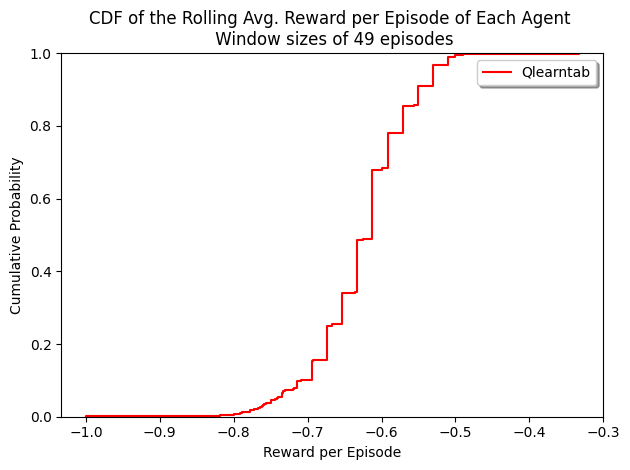 CDF of the Rolling Avg. Reward per Episode of Each Agent
Window sizes of 49 episodes
Qlearntab
1.0
0.8
0.6
0.4
0.2
0.0
Cumulative Probability
−1.0 −0.9 −0.8 −0.7 −0.6 −0.5 −0.4 −0.3
Reward per Episode